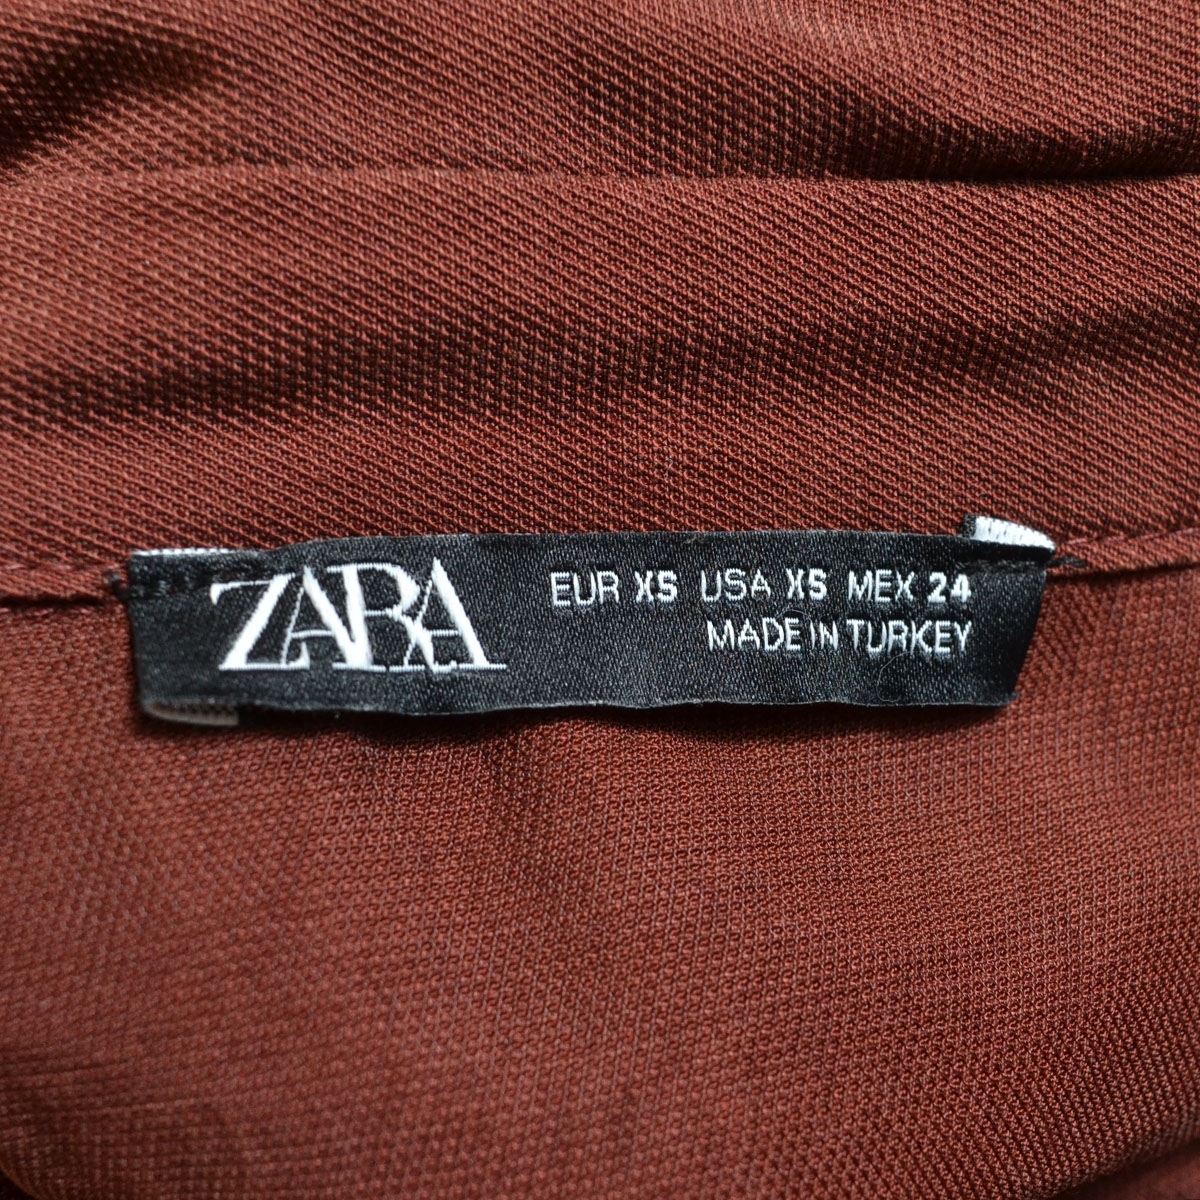 ZARA
EUR XS USA XS MEX 24
MADE IN TURKEY